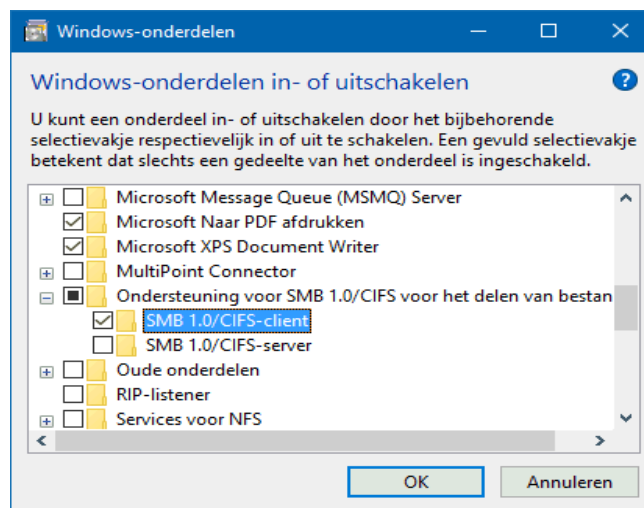 Windows-onderdelen
Windows-onderdelen in- of uitschakelen
U kunt een onderdeel in- of uitschakelen door het bijbehorende
selectievakje respectievelijk in of uit te schakelen. Een gevuld selectievakje
betekent dat slechts een gedeelte van het onderdeel is ingeschakeld.
Microsoft Message Queue (MSMQ) Server
Microsoft Naar PDF afdrukken
Microsoft XPS Document Writer
MultiPoint Connector
Ondersteuning voor SMB 1.0/CIFS voor het delen van bestan
SMB 1.0/CIFS-client
SMB 1.0/CIFS-server
Oude onderdelen
RIP-listener
Services voor NFS
OK Annuleren